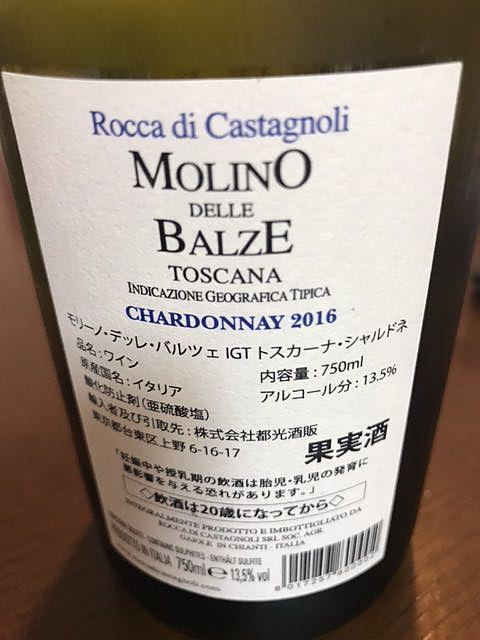 Rocca di Castagnoli
MOLINO
DELLE
BALZE
TOSCANA
INDICAZIONE GEOGRAFICA TIPICA
CHARDONNAY 2016
モリーノ・デッレ・バルツェ IGT トスカーナ・シャルドネ
品名:ワイン 内容量:750ml
原産国名:イタリア アルコール分:13.5%
酸化防止剤(亜硫酸塩)
輸入者及び引取先:株式会社都光酒販
東京都台東区上野 6-16-17 果実酒
「妊娠中や授乳期の飲酒は胎児・乳児の発育に
悪影響を与える恐れがあります。」
◇飲酒は20歳になってから◇
INTEGRALMENTE PRODOTTO E IMBOTTIGLIATO DA
ROCCA DI CASTAGNOLI SRL SOC. AGR.
GAIOLE IN CHIANTI - ITALIA
CONTAINS SULPHITES - ENTHÄLT SULFITE
PRODOTTO IN ITALIA 750ml e 13,5% vol